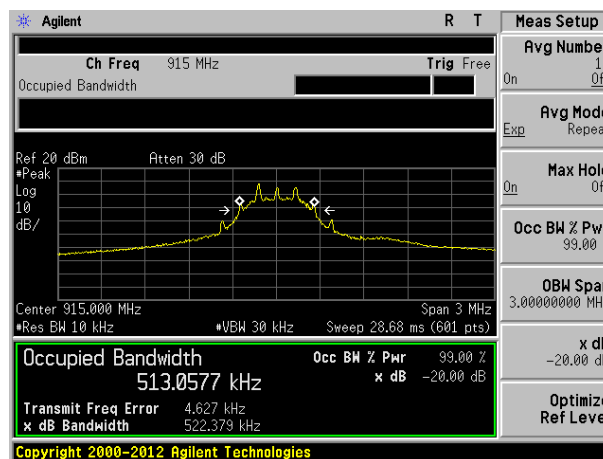 Agilent R T Meas Setup
Avg Numbe
1
On Of
Ch Freq 915 MHz Trig Free
Occupied Bandwidth
Avg Mod
Exp Repea
Ref 20 dBm Atten 30 dB
#Peak
Log
10
dB/
Max Hol
On Of
Occ BW % Pw
99.00
OBW Spa
3.00000000 MH
Center 915.000 MHz Span 3 MHz
#Res BW 10 kHz #VBW 30 kHz Sweep 28.68 ms (601 pts)
x d
-20.00 d
Occupied Bandwidth Occ BW % Pwr 99.00 %
513.0577 kHz x dB -20.00 dB
Transmit Freq Error 4.627 kHz
x dB Bandwidth 522.379 kHz
Optimiz
Ref Leve
Copyright 2000-2012 Agilent Technologies